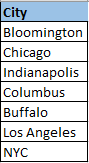 City
Bloomington
Chicago
Indianapolis
Columbus
Buffalo
Los Angeles
NYC